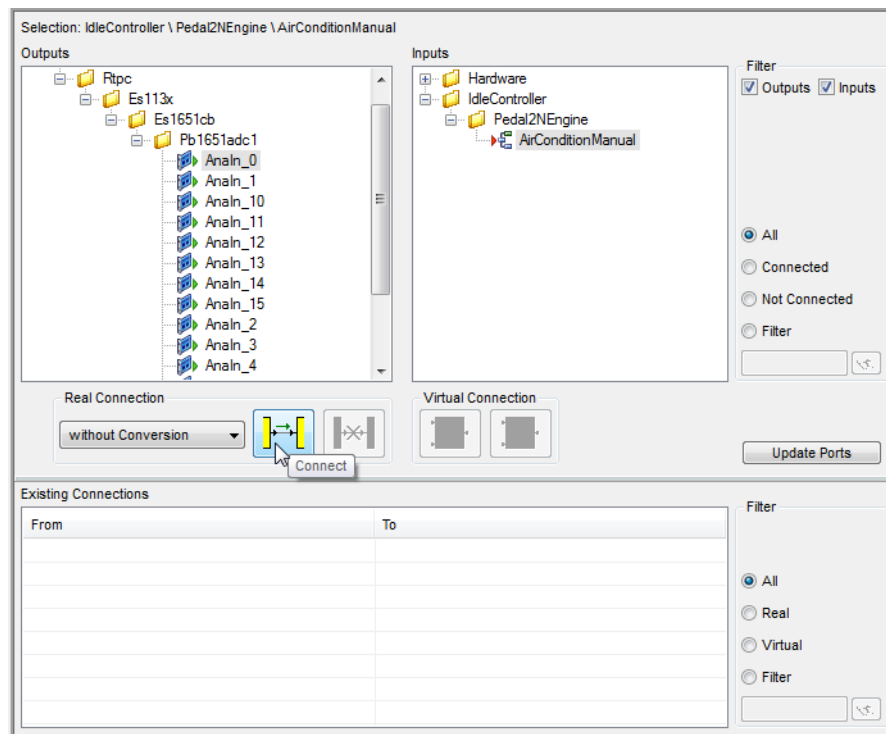 Selection: IdleController \ Pedal2NEngine \ AirConditionManual
Outputs
Rtpc
Es113x
Es1651cb
Pb1651adc1
AnaIn_0
AnaIn_1
AnaIn_10
AnaIn_11
AnaIn_12
AnaIn_13
AnaIn_14
AnaIn_15
AnaIn_2
AnaIn_3
AnaIn_4
Inputs
Hardware
IdleController
Pedal2NEngine
AirConditionManual
Filter
Outputs Inputs
All
Connected
Not Connected
Filter
Real Connection
without Conversion
Connect
Virtual Connection
Update Ports
Existing Connections
From To
Filter
All
Real
Virtual
Filter